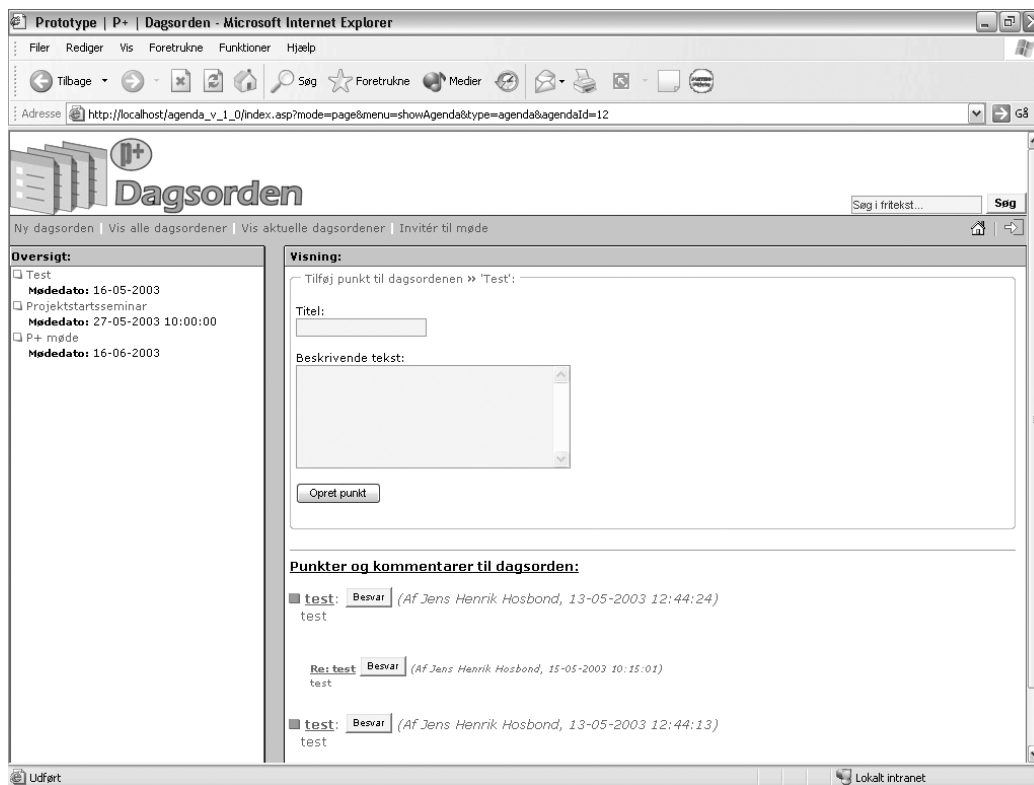 Prototype | P+ | Dagsorden - Microsoft Internet Explorer
Filer Rediger Vis Foretrukne Funktioner Hjælp
Tilbage Søg Foretrukne Medier
Adresse http://localhost/agenda_v_1_0/index.asp?mode=page&menu=showAgenda&type=agenda&agendaId=12 Gå
p+
Dagsorden
Søg i fritekst... Søg
Ny dagsorden | Vis alle dagsordener | Vis aktuelle dagsordener | Invitér til møde
Oversigt:
Test
Mødedato: 16-05-2003
Projektstartsseminar
Mødedato: 27-05-2003 10:00:00
P+ møde
Mødedato: 16-06-2003
Visning:
Tilføj punkt til dagsordenen » 'Test':
Titel:
Beskrivende tekst:
Opret punkt
Punkter og kommentarer til dagsorden:
test: Besvar (Af Jens Henrik Hosbond, 13-05-2003 12:44:24)
test
Re: test Besvar (Af Jens Henrik Hosbond, 15-05-2003 10:15:01)
test
test: Besvar (Af Jens Henrik Hosbond, 13-05-2003 12:44:13)
test
Udført Lokalt intranet